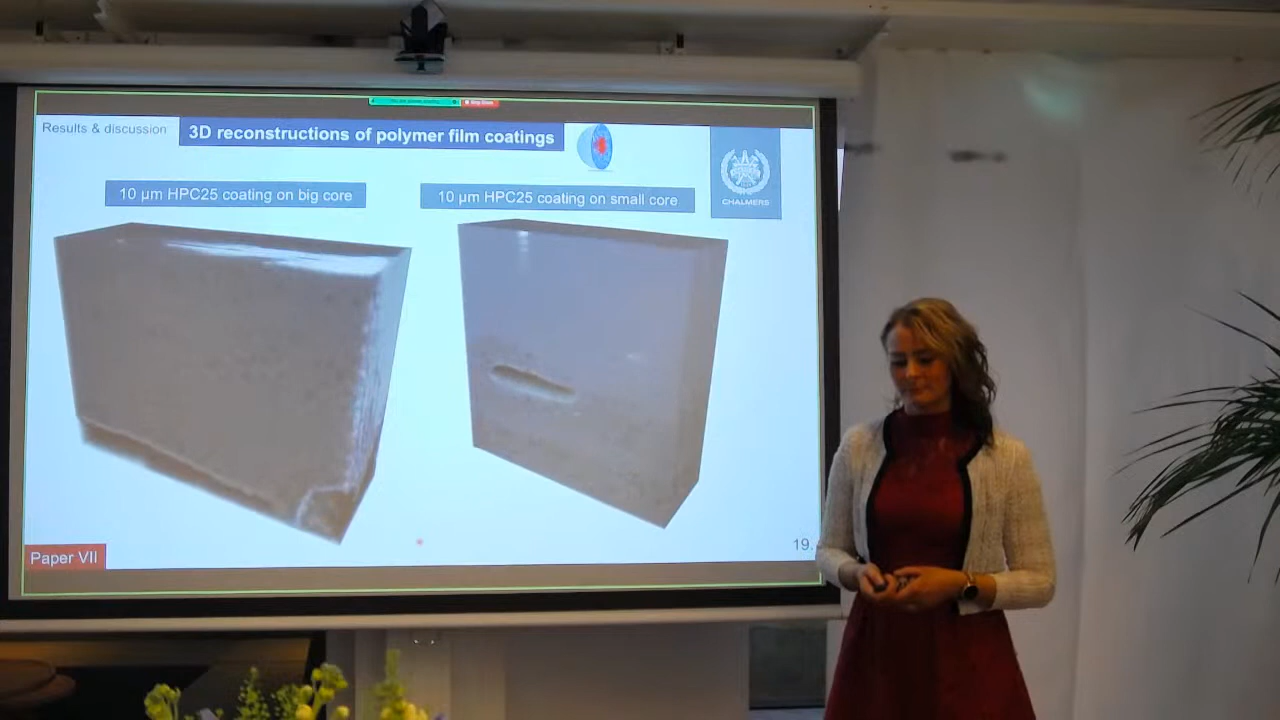 Results & discussion
3D reconstructions of polymer film coatings
10 µm HPC25 coating on big core
10 µm HPC25 coating on small core
CHALMERS
Paper VII
19.